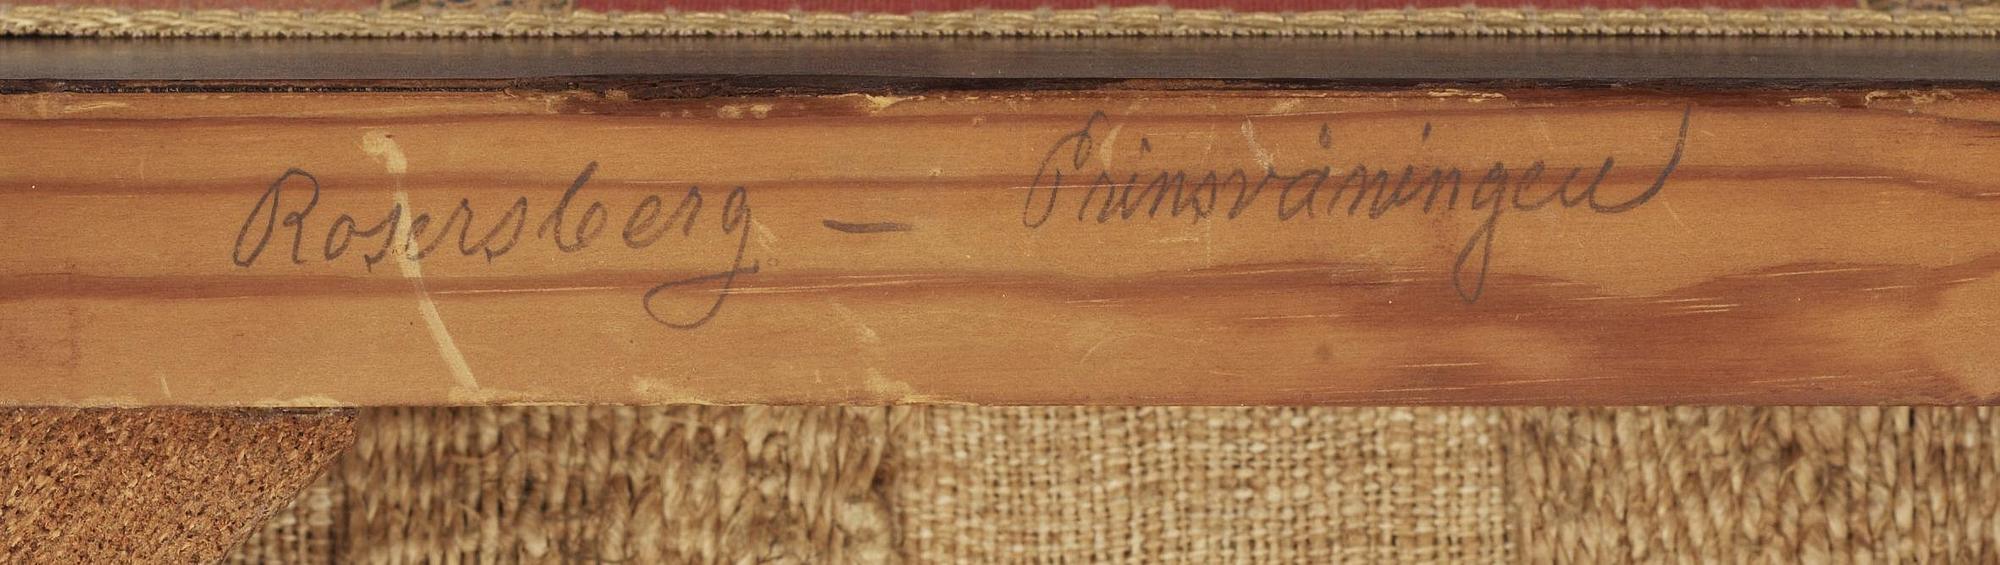 Rosersberg — Prinsvåningen